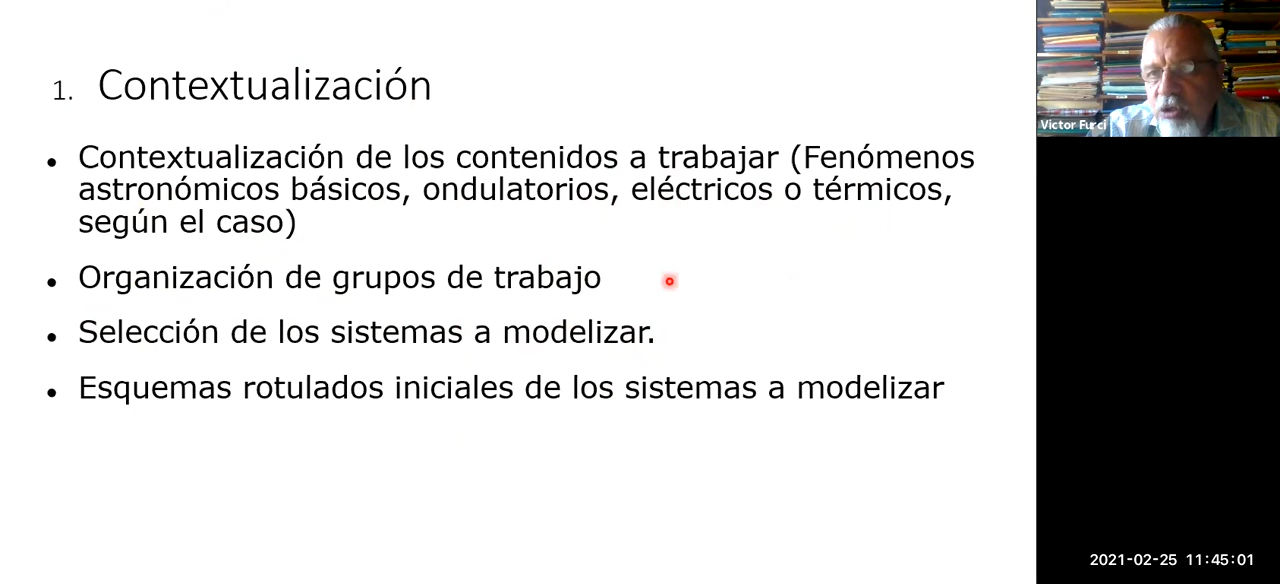 1. Contextualización
• Contextualización de los contenidos a trabajar (Fenómenos
astronómicos básicos, ondulatorios, eléctricos o térmicos,
según el caso)
• Organización de grupos de trabajo
• Selección de los sistemas a modelizar.
• Esquemas rotulados iniciales de los sistemas a modelizar
Victor Furci
2021-02-25 11:45:01